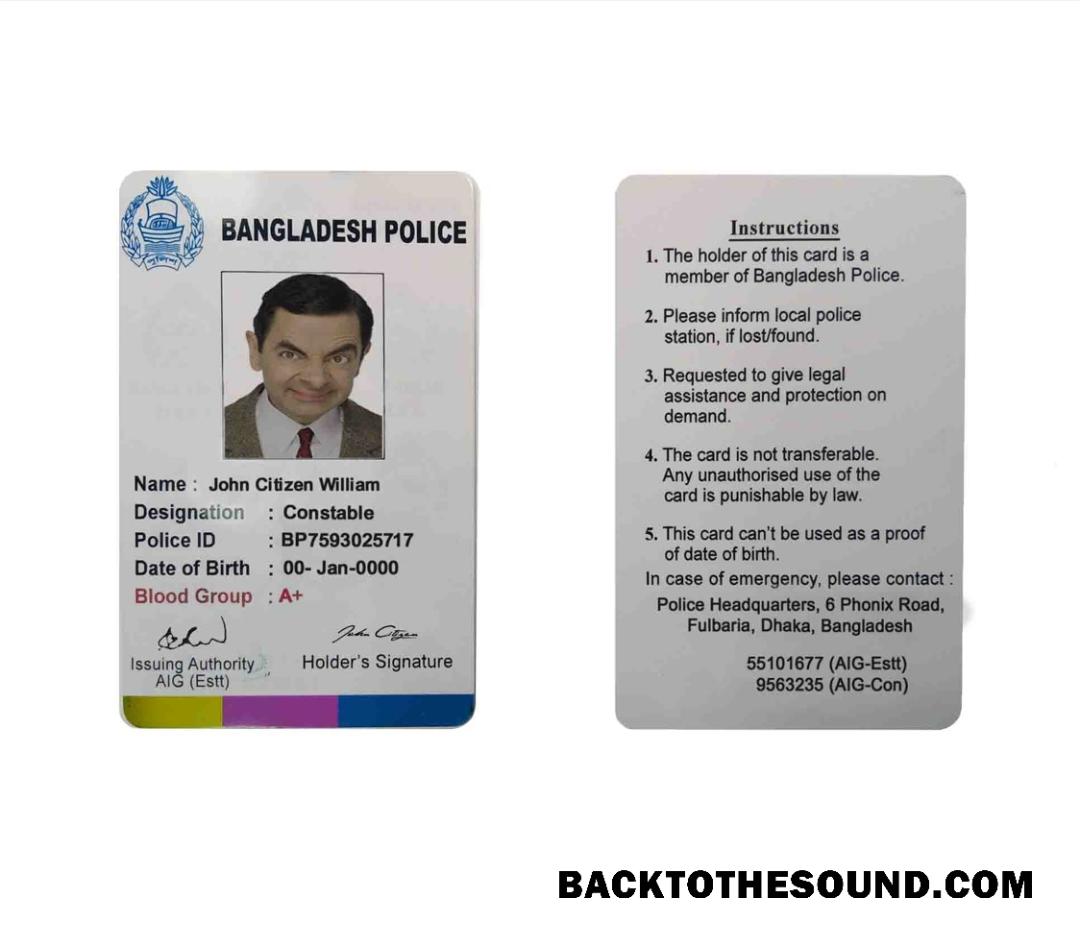 BANGLADESH POLICE
পুলিশ
Name : John Citizen William
Designation : Constable
Police ID : BP7593025717
Date of Birth : 00- Jan-0000
Blood Group : A+
John Citizen
Issuing Authority
AIG (Estt)
Holder's Signature
Instructions
1. The holder of this card is a
member of Bangladesh Police.
2. Please inform local police
station, if lost/found.
3. Requested to give legal
assistance and protection on
demand.
4. The card is not transferable.
Any unauthorised use of the
card is punishable by law.
5. This card can't be used as a proof
of date of birth.
In case of emergency, please contact :
Police Headquarters, 6 Phonix Road,
Fulbaria, Dhaka, Bangladesh
55101677 (AIG-Estt)
9563235 (AIG-Con)
BACKTOTHESOUND.COM